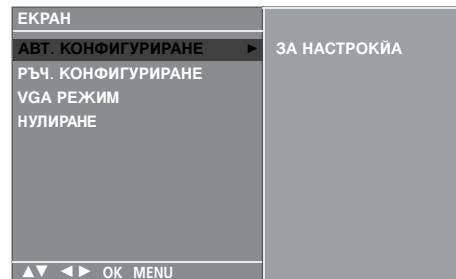 ЕКРАН
АВТ. КОНФИГУРИРАНЕ ►
ЗА НАСТРОКЙА
РЪЧ. КОНФИГУРИРАНЕ
VGA РЕЖИМ
НУЛИРАНЕ
▲▼ ◄► OK MENU